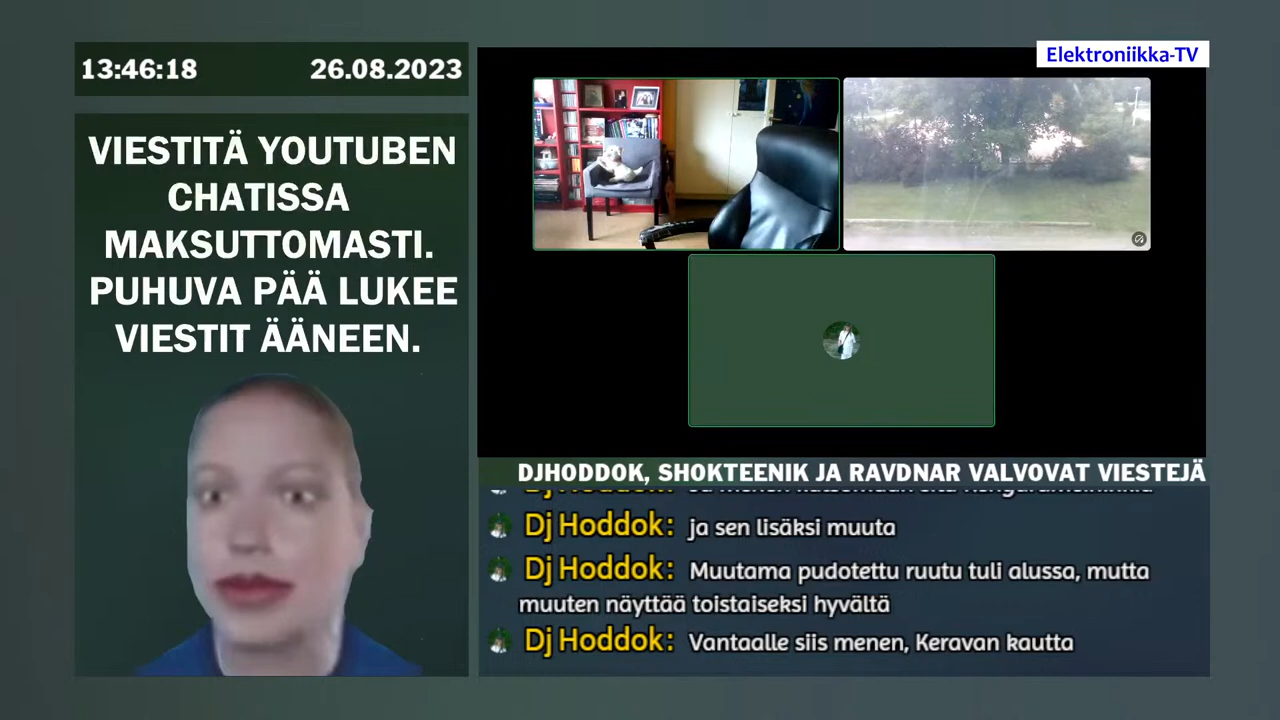 13:46:18 26.08.2023
VIESTITÄ YOUTUBEN
CHATISSA
MAKSUTTOMASTI.
PUHUVA PÄÄ LUKEE
VIESTIT ÄÄNEEN.
Elektroniikka-TV
DJHODDOK, SHOKTEENIK JA RAVDNAR VALVOVAT VIESTEJÄ
Dj Hoddok: ja sen lisäksi muuta
Dj Hoddok: Muutama pudotettu ruutu tuli alussa, mutta
muuten näyttää toistaiseksi hyvältä
Dj Hoddok: Vantaalle siis menen, Keravan kautta